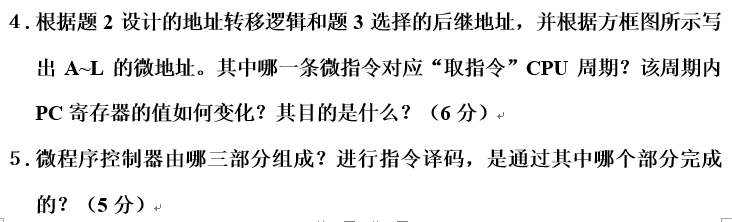 4.根据题 2 设计的地址转移逻辑和题 3 选择的后继地址，并根据方框图所示写
出 A~L 的微地址。其中哪一条微指令对应“取指令”CPU 周期？该周期内
PC 寄存器的值如何变化？其目的是什么？（6 分）
5.微程序控制器由哪三部分组成？进行指令译码，是通过其中哪个部分完成
的？（5 分）